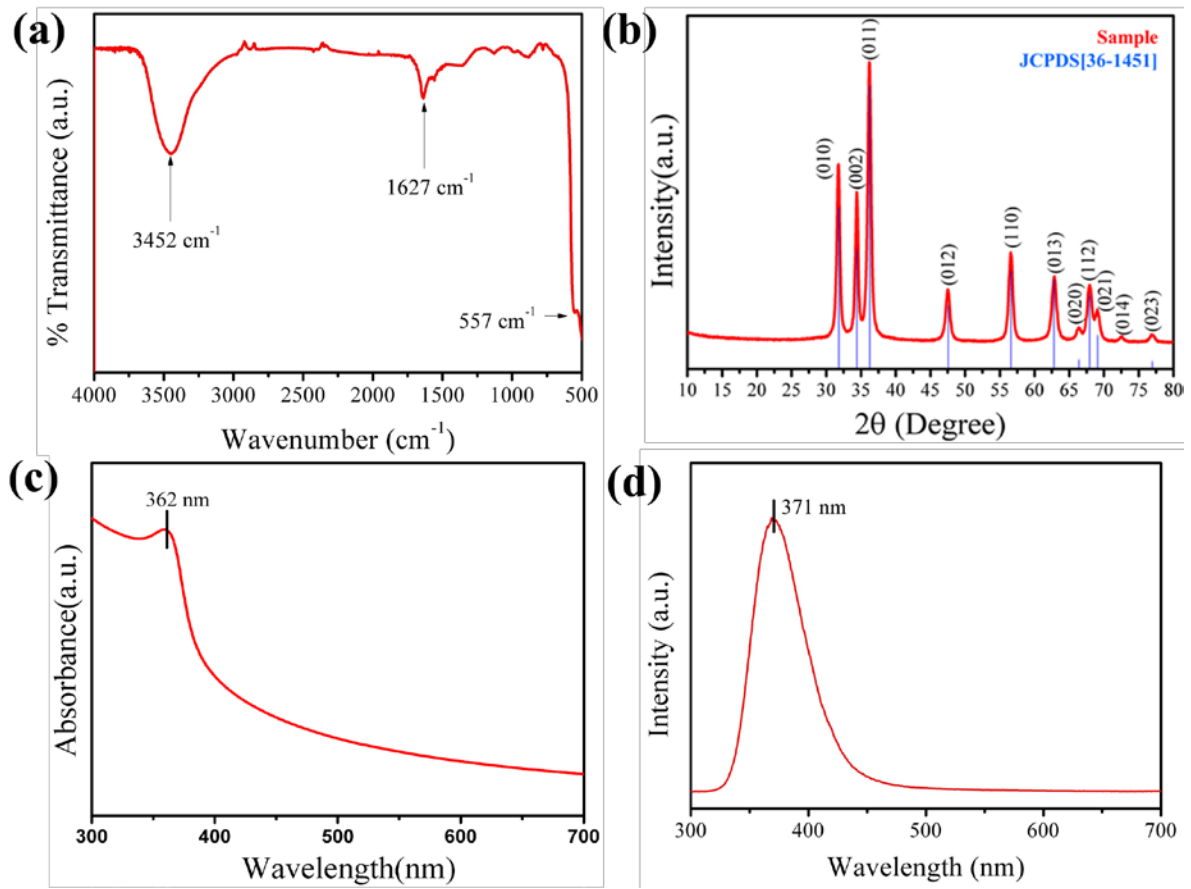 (a)
% Transmittance (a.u.)
3452 cm-1
1627 cm-1
557 cm-1
4000 3500 3000 2500 2000 1500 1000 500
Wavenumber (cm-1)
(b)
Sample
JCPDS[36-1451]
Intensity(a.u.)
(010)
(002)
(011)
(012)
(110)
(013)
(020)
(112)
(021)
(014)
(023)
10 15 20 25 30 35 40 45 50 55 60 65 70 75 80
2θ (Degree)
(c)
362 nm
Absorbance(a.u.)
300 400 500 600 700
Wavelength(nm)
(d)
371 nm
Intensity (a.u.)
300 400 500 600 700
Wavelength (nm)